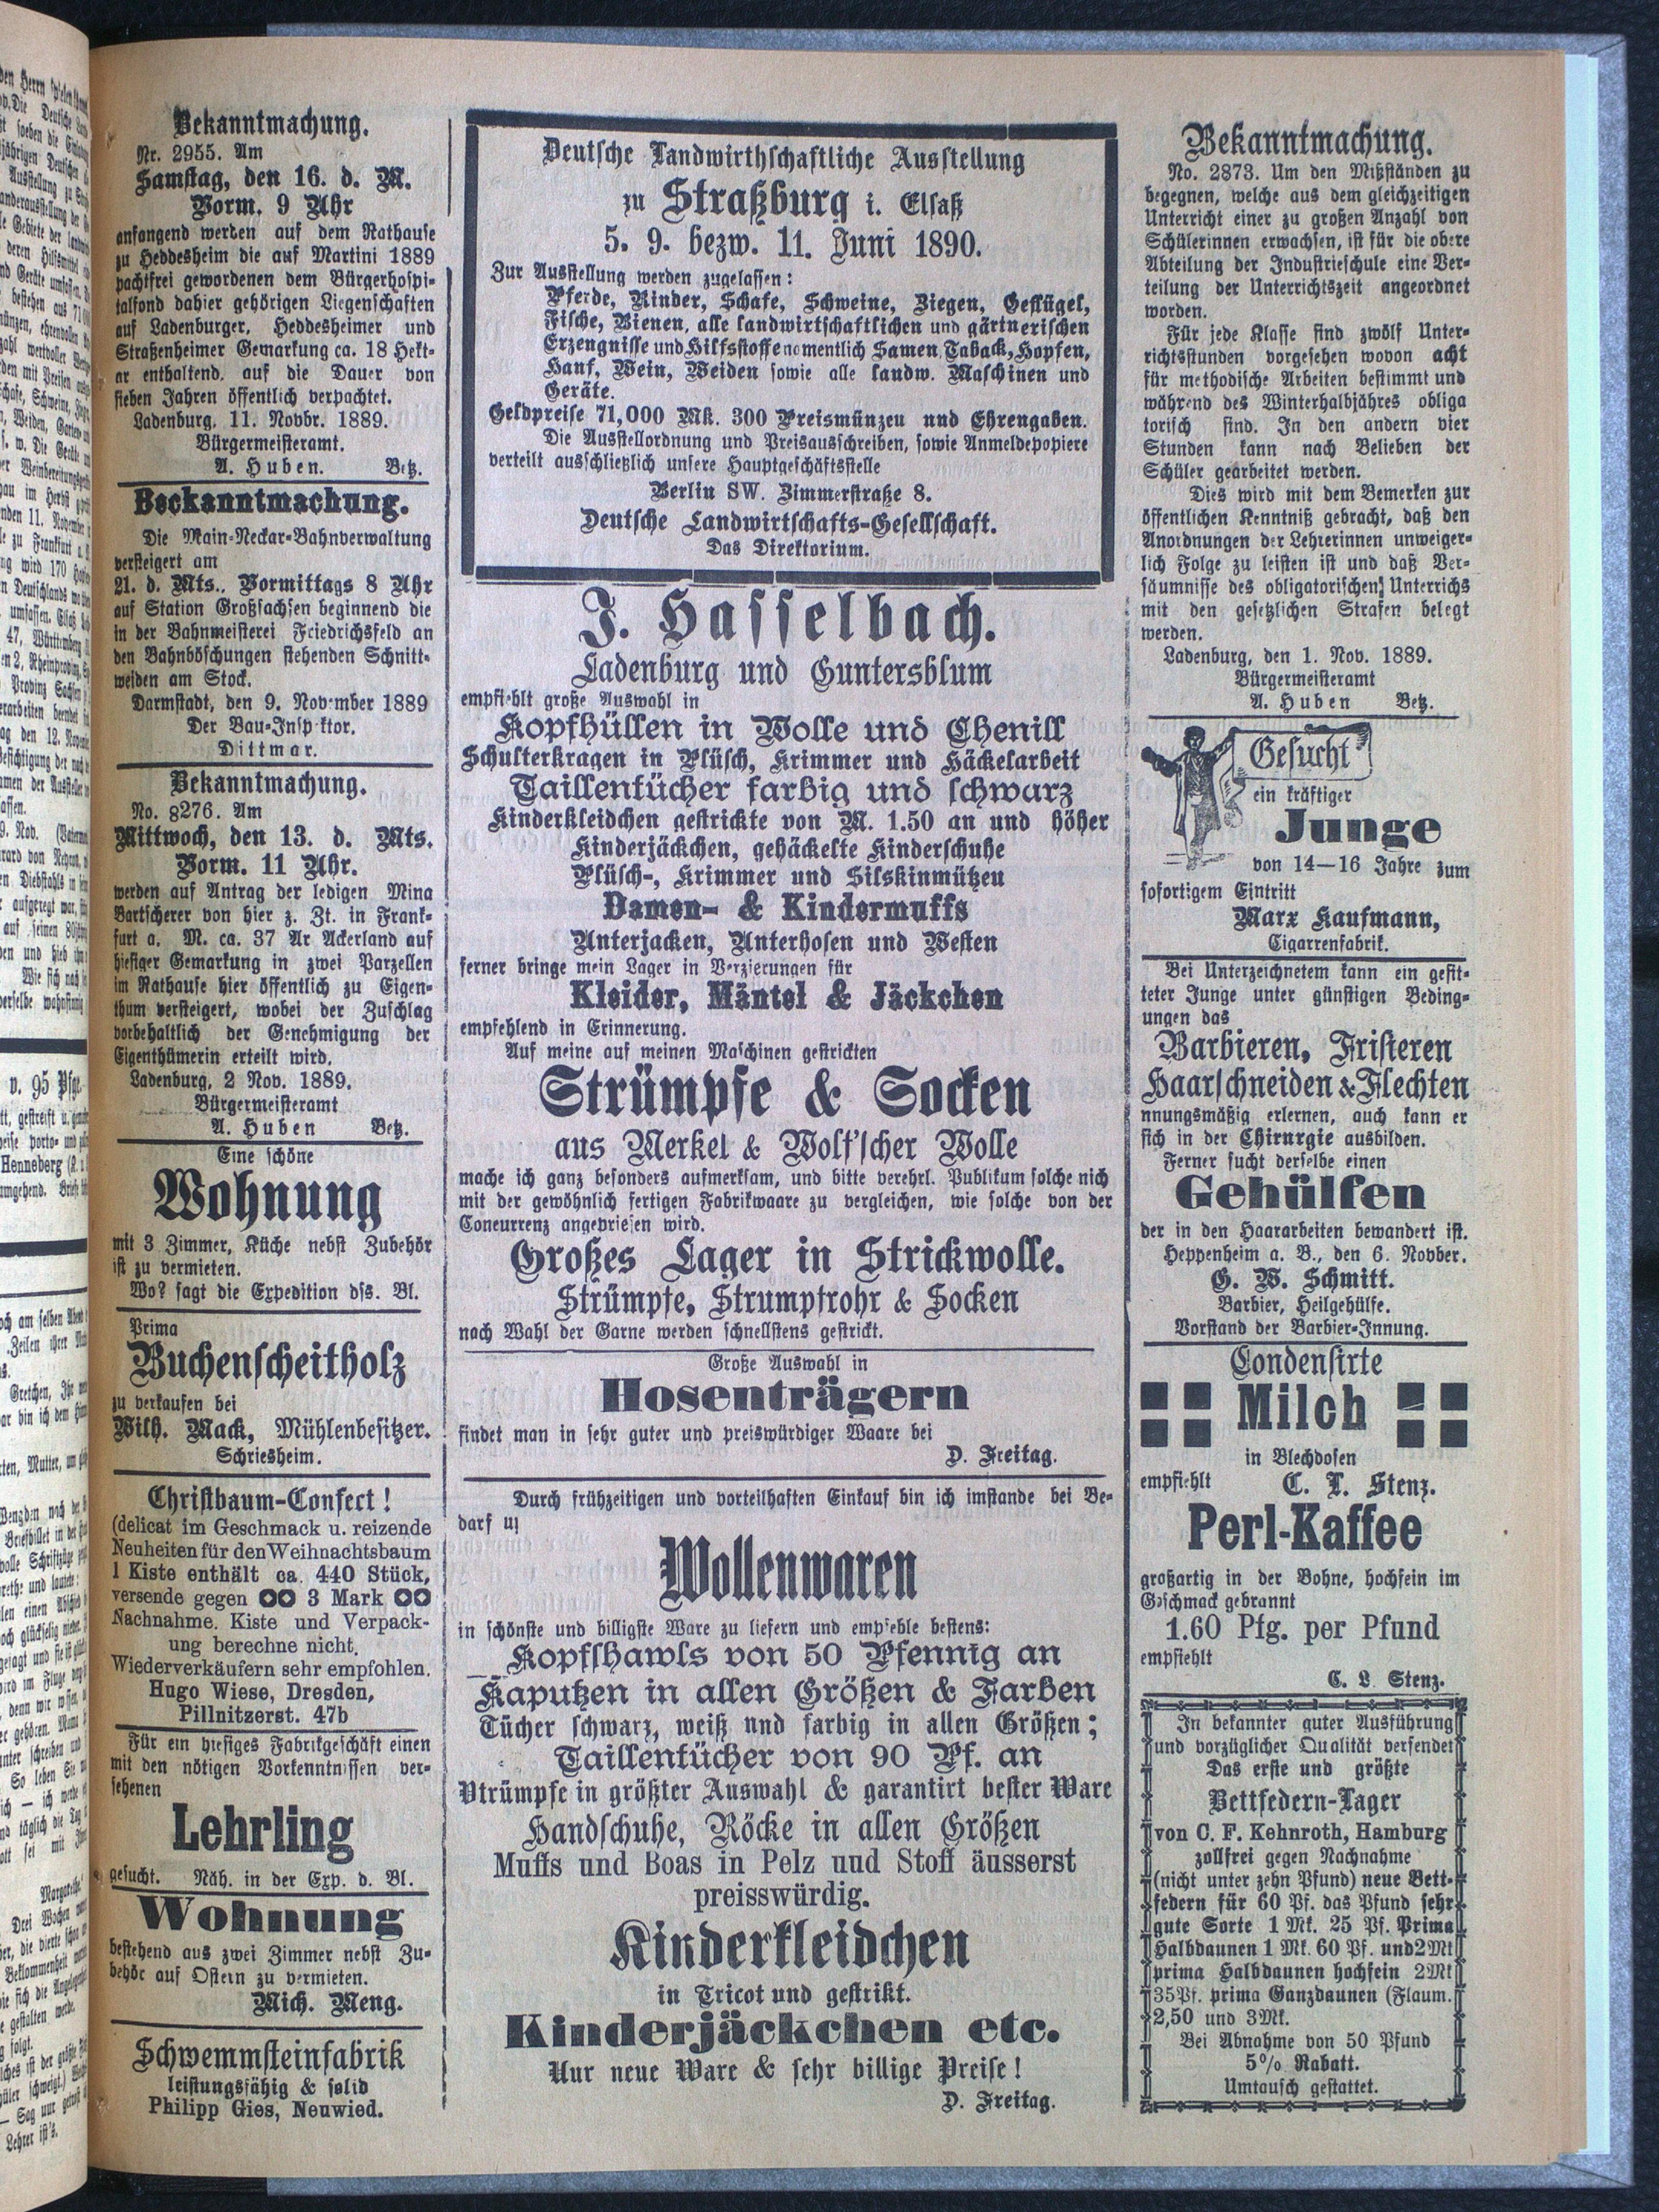 Bekanntmachung.
Nr. 2955. Am
Samstag, den 16. d. M.
Vorm. 9 Uhr
anfangend werden auf dem Rathause
zu Heddesheim die auf Martini 1889
pachtfrei gewordenen dem Bürgerhospi-
talfond dahier gehörigen Liegenschaften
auf Ladenburger, Heddesheimer und
Straßenheimer Gemarkung ca. 18 Hekt-
ar enthaltend, auf die Dauer von
sieben Jahren öffentlich verpachtet.
Ladenburg, 11. Novbr. 1889.
Bürgermeisteramt.
A. Huben. Betz.
Beckanntmachung.
Die Main-Neckar-Bahnverwaltung
versteigert am
21. d. Mts., Vormittags 8 Uhr
auf Station Großsachsen beginnend die
in der Bahnmeisterei Friedrichsfeld an
den Bahnböschungen stehenden Schnitt-
weiden am Stock.
Darmstadt, den 9. November 1889
Der Bau-Inspektor.
Dittmar.
Bekanntmachung.
No. 8276. Am
Mittwoch, den 13. d. Mts.
Vorm. 11 Uhr.
werden auf Antrag der ledigen Mina
Bartscherer von hier z. Zt. in Frank-
furt a. M. ca. 37 Ar Ackerland auf
hiesiger Gemarkung in zwei Parzellen
im Rathause hier öffentlich zu Eigen-
thum versteigert, wobei der Zuschlag
vorbehaltlich der Genehmigung der
Eigenthümerin erteilt wird.
Ladenburg, 2 Nov. 1889.
Bürgermeisteramt
A. Huben Betz.
Eine schöne
Wohnung
mit 3 Zimmer, Küche nebst Zubehör
ist zu vermieten.
Wo? sagt die Expedition dss. Bl.
Prima
Buchenscheitholz
zu verkaufen bei
Wilh. Mack, Mühlenbesitzer.
Schriesheim.
Christbaum-Confect!
(delicat im Geschmack u. reizende
Neuheiten für den Weihnachtsbaum
1 Kiste enthält ca. 440 Stück,
versende gegen 3 Mark
Nachnahme. Kiste und Verpack-
ung berechne nicht.
Wiederverkäufern sehr empfohlen.
Hugo Wiese, Dresden,
Pillnitzerst. 47b
Für ein hiesiges Fabrikgeschäft einen
mit den nötigen Vorkenntnissen ver-
sehenen
Lehrling
gesucht. Näh. in der Exp. d. Bl.
Wohnung
bestehend aus zwei Zimmer nebst Zu-
behör auf Ostern zu vermieten.
Mich. Meng.
Schwemmsteinfabrik
leistungsfähig & solid
Philipp Gies, Neuwied.
Deutsche Landwirthschaftliche Ausstellung
zu Straßburg i. Elsaß
5. 9. bezw. 11. Juni 1890.
Zur Ausstellung werden zugelassen:
Pferde, Rinder, Schafe, Schweine, Ziegen, Geflügel,
Fische, Bienen, alle landwirtschaftlichen und gärtnerischen
Erzengnisse und Hilfsstoffe namentlich Samen, Taback, Hopfen,
Hanf, Wein, Weiden sowie alle landw. Maschinen und
Geräte.
Geldpreise 71,000 Mk. 300 Preismünzen und Ehrengaben.
Die Ausstellordnung und Preisausschreiben, sowie Anmeldepopiere
verteilt ausschließlich unsere Hauptgeschäftsstelle
Berlin SW. Zimmerstraße 8.
Deutsche Landwirtschafts-Gesellschaft.
Das Direktorium.
J. Hasselbach.
Ladenburg und Guntersblum
empfiehlt große Auswahl in
Kopfhüllen in Wolle und Chenill
Schulterkragen in Plüsch, Krimmer und Häckelarbeit
Taillentücher farbig und schwarz
Kinderkleidchen gestrickte von M. 1.50 an und höher
Kinderjäckchen, gehäckelte Kinderschuhe
Plüsch-, Krimmer und Silskinmützen
Damen- & Kindermuffs
Unterjacken, Unterhosen und Westen
ferner bringe mein Lager in Verzierungen für
Kleider, Mäntel & Jäckchen
empfehlend in Erinnerung.
Auf meine auf meinen Maschinen gestrickten
Strümpfe & Socken
aus Merkel & Wolf'scher Wolle
mache ich ganz besonders aufmerksam, und bitte verehrl. Publikum solche nich
mit der gewöhnlich fertigen Fabrikwaare zu vergleichen, wie solche von der
Concurrenz angepriesen wird.
Großes Lager in Strickwolle.
Strümpfe, Strumpfrohr & Socken
nach Wahl der Garne werden schnellstens gestrickt.
Große Auswahl in
Hosenträgern
findet man in sehr guter und preiswürdiger Waare bei
D. Freitag.
Durch frühzeitigen und vorteilhaften Einkauf bin ich imstande bei Be-
darf u
Wollenwaren
in schönste und billigste Ware zu liefern und empfehle bestens:
Kopfshawls von 50 Pfennig an
Kaputzen in allen Größen & Farben
Tücher schwarz, weiß und farbig in allen Größen;
Taillentücher von 90 Pf. an
Strümpfe in größter Auswahl & garantirt bester Ware
Handschuhe, Röcke in allen Größen
Muffs und Boas in Pelz uud Stoff äusserst
preisswürdig.
Kinderkleidchen
in Tricot und gestrikt.
Kinderjäckchen etc.
Nur neue Ware & sehr billige Preise!
D. Freitag.
Bekanntmachung.
No. 2873. Um den Mißständen zu
begegnen, welche aus dem gleichzeitigen
Unterricht einer zu großen Anzahl von
Schülerinnen erwachsen, ist für die obere
Abteilung der Industrieschule eine Ver-
teilung der Unterrichtszeit angeordnet
worden.
Für jede Klasse sind zwölf Unter-
richtsstunden vorgesehen wovon acht
für methodische Arbeiten bestimmt und
während des Winterhalbjahres obliga
torisch sind. In den andern vier
Stunden kann nach Belieben der
Schüler gearbeitet werden.
Dies wird mit dem Bemerken zur
öffentlichen Kenntniß gebracht, daß den
Anordnungen der Lehrerinnen unweiger-
lich Folge zu leisten ist und daß Ver-
säumnisse des obligatorischen Unterrichs
mit den gesetzlichen Strafen belegt
werden.
Ladenburg, den 1. Nov. 1889.
Bürgermeisteramt
A. Huben Betz.
Gesucht
ein kräftiger
Junge
von 14—16 Jahre zum
sofortigem Eintritt
Marx Kaufmann,
Cigarrenfabrik.
Bei Unterzeichnetem kann ein gesit-
teter Junge unter günstigen Beding-
ungen das
Barbieren, Frisieren
Haarschneiden & Flechten
nnungsmäßig erlernen, auch kann er
sich in der Chirurgie ausbilden.
Ferner sucht derselbe einen
Gehülfen
der in den Haararbeiten bewandert ist.
Heppenheim a. B., den 6. Novber.
G. W. Schmitt.
Barbier, Heilgehülfe.
Vorstand der Barbier-Innung.
Condensirte
Milch
in Blechdosen
empfiehlt C. L. Stenz.
Perl-Kaffee
großartig in der Bohne, hochfein im
Geschmack gebrannt
1.60 Pfg. per Pfund
empfiehlt
C. L. Stenz.
In bekannter guter Ausführung
und vorzüglicher Qualität versendet
Das erste und größte
Bettfedern-Lager
von C. F. Kehnroth, Hamburg
zollfrei gegen Nachnahme
(nicht unter zehn Pfund) neue Bett-
federn für 60 Pf. das Pfund sehr
gute Sorte 1 Mk. 25 Pf. Prima
Halbdaunen 1 Mk. 60 Pf. und 2 Mk
prima Halbdaunen hochfein 2 Mk
35 Pf. prima Ganzdaunen (Flaum.
2,50 und 3 Mk.
Bei Abnahme von 50 Pfund
5% Rabatt.
Umtausch gestattet.